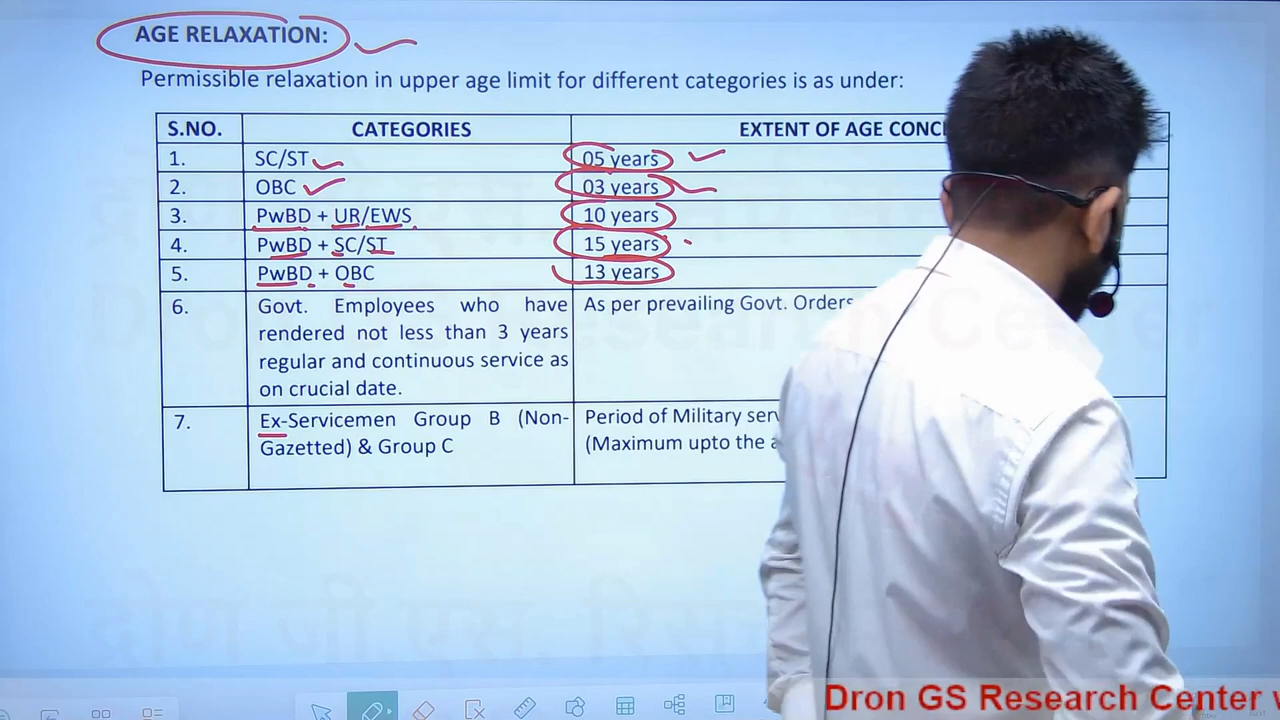 AGE RELAXATION:
Permissible relaxation in upper age limit for different categories is as under:
S.NO. CATEGORIES EXTENT OF AGE
1. SC/ST 05 years
2. OBC 03 years
3. PwBD + UR/EWS 10 years
4. PwBD + SC/ST 15 years
5. PwBD + OBC 13 years
6. Govt. Employees who have As per prevailing Govt. Orders
rendered not less than 3 years
regular and continuous service as
on crucial date.
7. Ex-Servicemen Group B (Non- Period of Military
Gazetted) & Group C (Maximum upto the
Dron GS Research Center